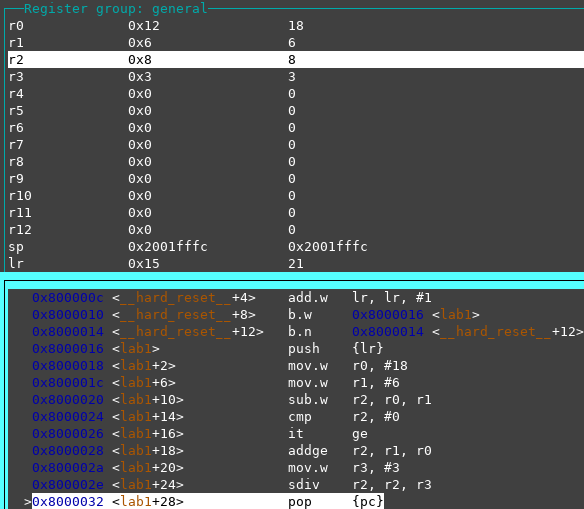 Register group: general
r0 0x12 18
r1 0x6 6
r2 0x8 8
r3 0x3 3
r4 0x0 0
r5 0x0 0
r6 0x0 0
r7 0x0 0
r8 0x0 0
r9 0x0 0
r10 0x0 0
r11 0x0 0
r12 0x0 0
sp 0x2001fffc 0x2001fffc
lr 0x15 21
0x800000c <__hard_reset__+4> add.w lr, lr, #1
0x8000010 <__hard_reset__+8> b.w 0x8000016 <lab1>
0x8000014 <__hard_reset__+12> b.n 0x8000014 <__hard_reset__+12>
0x8000016 <lab1> push {lr}
0x8000018 <lab1+2> mov.w r0, #18
0x800001c <lab1+6> mov.w r1, #6
0x8000020 <lab1+10> sub.w r2, r0, r1
0x8000024 <lab1+14> cmp r2, #0
0x8000026 <lab1+16> it ge
0x8000028 <lab1+18> addge r2, r1, r0
0x800002a <lab1+20> mov.w r3, #3
0x800002e <lab1+24> sdiv r2, r2, r3
>0x8000032 <lab1+28> pop {pc}